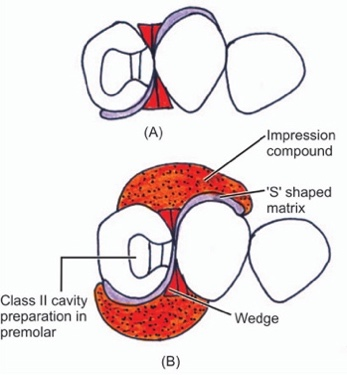 (A)
Impression
compound
'S' shaped
matrix
Class II cavity
preparation in
premolar
Wedge
(B)